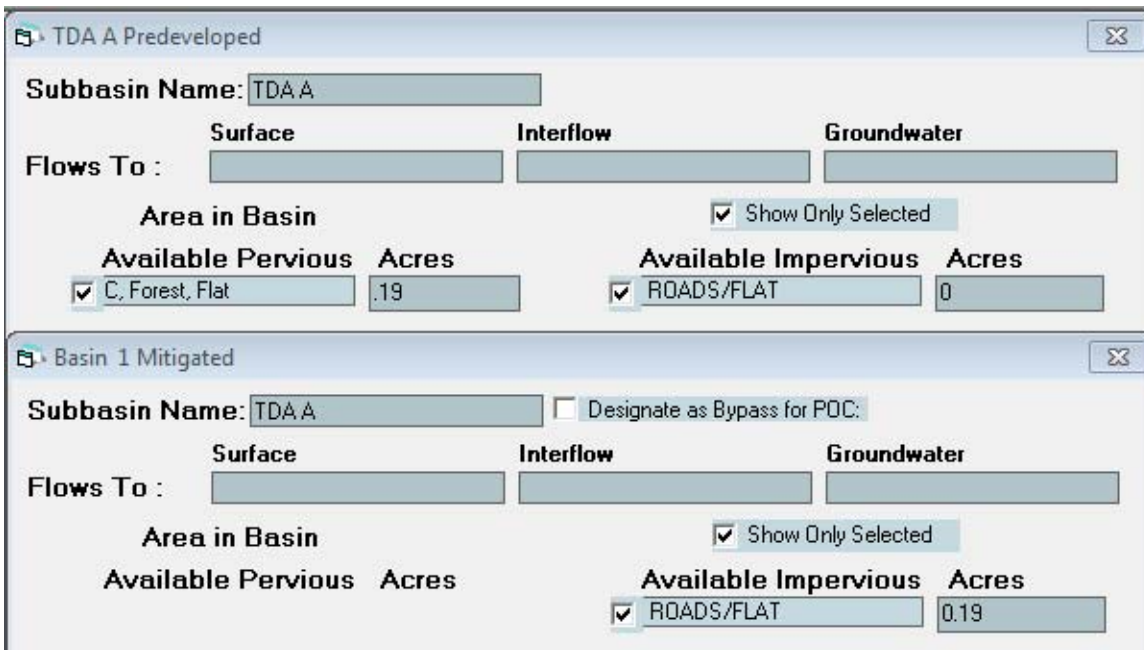 TDA A Predeveloped
Subbasin Name: TDA A
Surface Interflow Groundwater
Flows To :
Area in Basin Show Only Selected
Available Pervious Acres Available Impervious Acres
C, Forest, Flat .19 ROADS/FLAT 0
Basin 1 Mitigated
Subbasin Name: TDA A Designate as Bypass for POC:
Surface Interflow Groundwater
Flows To :
Area in Basin Show Only Selected
Available Pervious Acres Available Impervious Acres
ROADS/FLAT 0.19